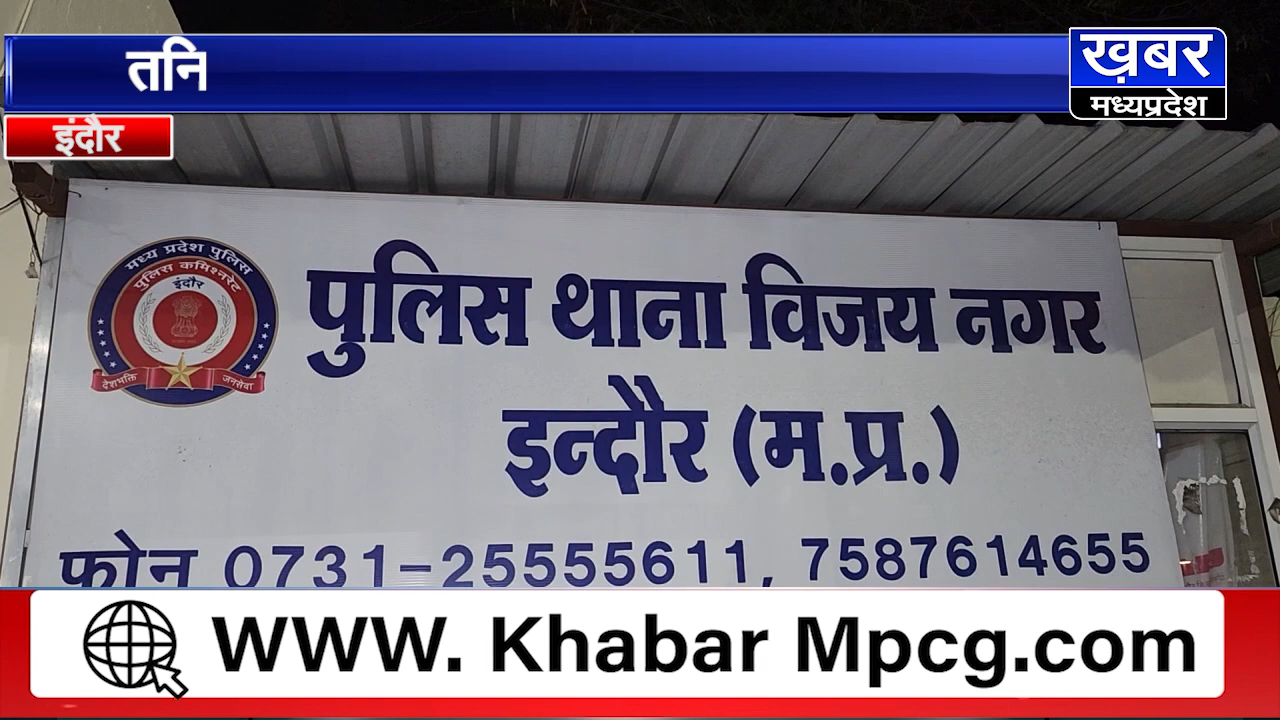 तनि
ख़बर
मध्यप्रदेश
इंदौर
मध्य प्रदेश पुलिस
पुलिस कमिश्नरेट
इंदौर
देशभक्ति जनसेवा
पुलिस थाना विजय नगर
इन्दौर (म.प्र.)
फोन 0731-25555611, 7587614655
WWW. Khabar Mpcg.com